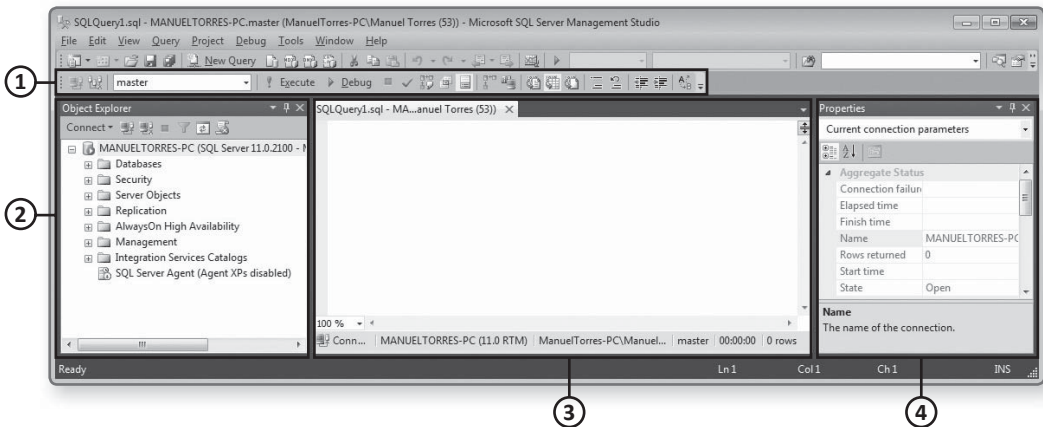 SQLQuery1.sql - MANUELTORRES-PC.master (ManuelTorres-PC\Manuel Torres (53)) - Microsoft SQL Server Management Studio
File Edit View Query Project Debug Tools Window Help
New Query
1
master
Execute Debug
Object Explorer
Connect
MANUELTORRES-PC (SQL Server 11.0.2100 - M
Databases
Security
Server Objects
Replication
AlwaysOn High Availability
Management
Integration Services Catalogs
SQL Server Agent (Agent XPs disabled)
2
SQLQuery1.sql - MA...anuel Torres (53))
100 %
Conn... MANUELTORRES-PC (11.0 RTM) ManuelTorres-PC\Manuel... master 00:00:00 0 rows
Properties
Current connection parameters
Aggregate Status
Connection failure
Elapsed time
Finish time
Name MANUELTORRES-PC
Rows returned 0
Start time
State Open
Name
The name of the connection.
Ready Ln 1 Col 1 Ch 1 INS
3
4